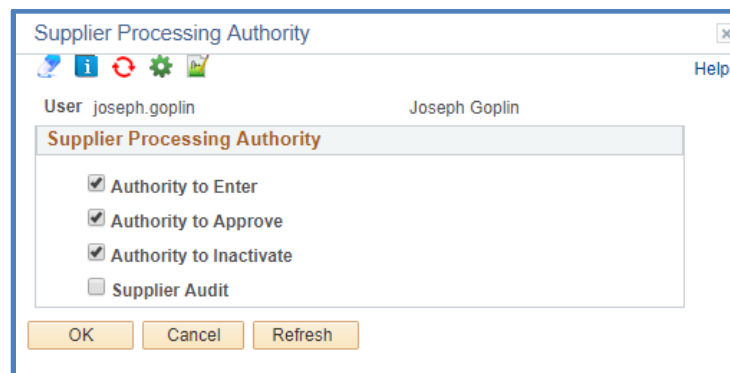 Supplier Processing Authority
Help
User joseph.goplin Joseph Goplin
Supplier Processing Authority
Authority to Enter
Authority to Approve
Authority to Inactivate
Supplier Audit
OK Cancel Refresh